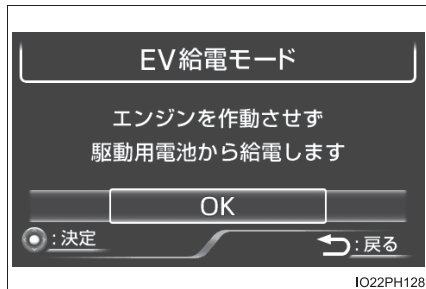 EV給電モード
エンジンを作動させず
駆動用電池から給電します
OK
:決定
:戻る
IO22PH128